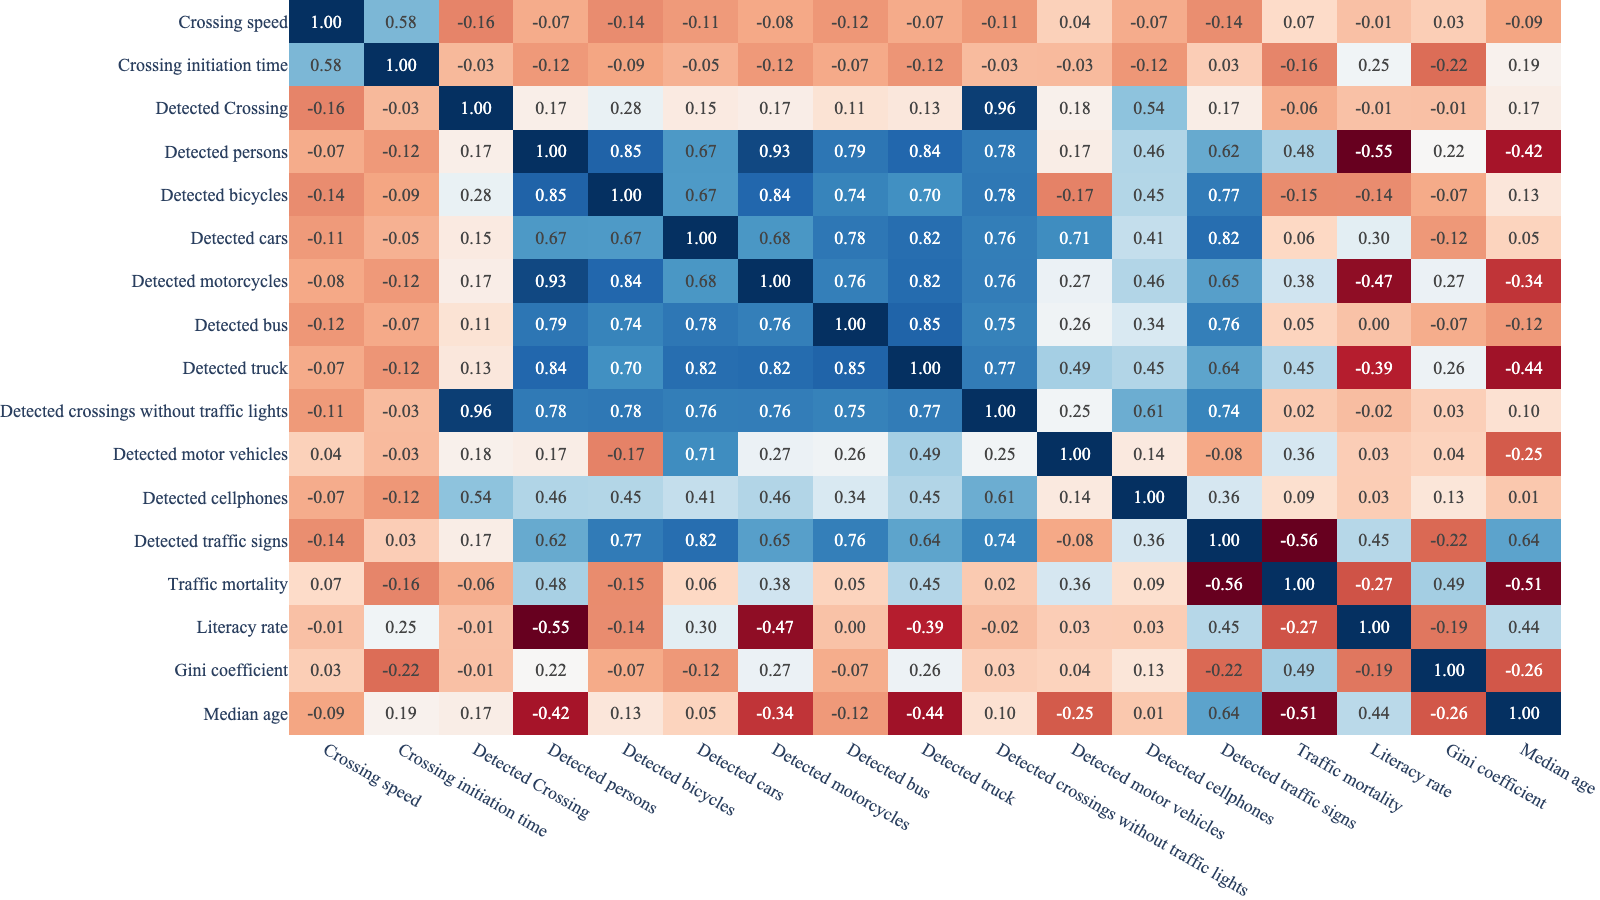 Crossing speed 1.00 0.58 -0.16 -0.07 -0.14 -0.11 -0.08 -0.12 -0.07 -0.11 0.04 -0.07 -0.14 0.07 -0.01 0.03 -0.09
Crossing initiation time 0.58 1.00 -0.03 -0.12 -0.09 -0.05 -0.12 -0.07 -0.12 -0.03 -0.03 -0.12 0.03 -0.16 0.25 -0.22 0.19
Detected Crossing -0.16 -0.03 1.00 0.17 0.28 0.15 0.17 0.11 0.13 0.96 0.18 0.54 0.17 -0.06 -0.01 -0.01 0.17
Detected persons -0.07 -0.12 0.17 1.00 0.85 0.67 0.93 0.79 0.84 0.78 0.17 0.46 0.62 0.48 -0.55 0.22 -0.42
Detected bicycles -0.14 -0.09 0.28 0.85 1.00 0.67 0.84 0.74 0.70 0.78 -0.17 0.45 0.77 -0.15 -0.14 -0.07 0.13
Detected cars -0.11 -0.05 0.15 0.67 0.67 1.00 0.68 0.78 0.82 0.76 0.71 0.41 0.82 0.06 0.30 -0.12 0.05
Detected motorcycles -0.08 -0.12 0.17 0.93 0.84 0.68 1.00 0.76 0.82 0.76 0.27 0.46 0.65 0.38 -0.47 0.27 -0.34
Detected bus -0.12 -0.07 0.11 0.79 0.74 0.78 0.76 1.00 0.85 0.75 0.26 0.34 0.76 0.05 0.00 -0.07 -0.12
Detected truck -0.07 -0.12 0.13 0.84 0.70 0.82 0.82 0.85 1.00 0.77 0.49 0.45 0.64 0.45 -0.39 0.26 -0.44
Detected crossings without traffic lights -0.11 -0.03 0.96 0.78 0.78 0.76 0.76 0.75 0.77 1.00 0.25 0.61 0.74 0.02 -0.02 0.03 0.10
Detected motor vehicles 0.04 -0.03 0.18 0.17 -0.17 0.71 0.27 0.26 0.49 0.25 1.00 0.14 -0.08 0.36 0.03 0.04 -0.25
Detected cellphones -0.07 -0.12 0.54 0.46 0.45 0.41 0.46 0.34 0.45 0.61 0.14 1.00 0.36 0.09 0.03 0.13 0.01
Detected traffic signs -0.14 0.03 0.17 0.62 0.77 0.82 0.65 0.76 0.64 0.74 -0.08 0.36 1.00 -0.56 0.45 -0.22 0.64
Traffic mortality 0.07 -0.16 -0.06 0.48 -0.15 0.06 0.38 0.05 0.45 0.02 0.36 0.09 -0.56 1.00 -0.27 0.49 -0.51
Literacy rate -0.01 0.25 -0.01 -0.55 -0.14 0.30 -0.47 0.00 -0.39 -0.02 0.03 0.03 0.45 -0.27 1.00 -0.19 0.44
Gini coefficient 0.03 -0.22 -0.01 0.22 -0.07 -0.12 0.27 -0.07 0.26 0.03 0.04 0.13 -0.22 0.49 -0.19 1.00 -0.26
Median age -0.09 0.19 0.17 -0.42 0.13 0.05 -0.34 -0.12 -0.44 0.10 -0.25 0.01 0.64 -0.51 0.44 -0.26 1.00
Crossing speed
Crossing initiation time
Detected Crossing
Detected persons
Detected bicycles
Detected cars
Detected motorcycles
Detected bus
Detected truck
Detected crossings without traffic lights
Detected motor vehicles
Detected cellphones
Detected traffic signs
Traffic mortality
Literacy rate
Gini coefficient
Median age